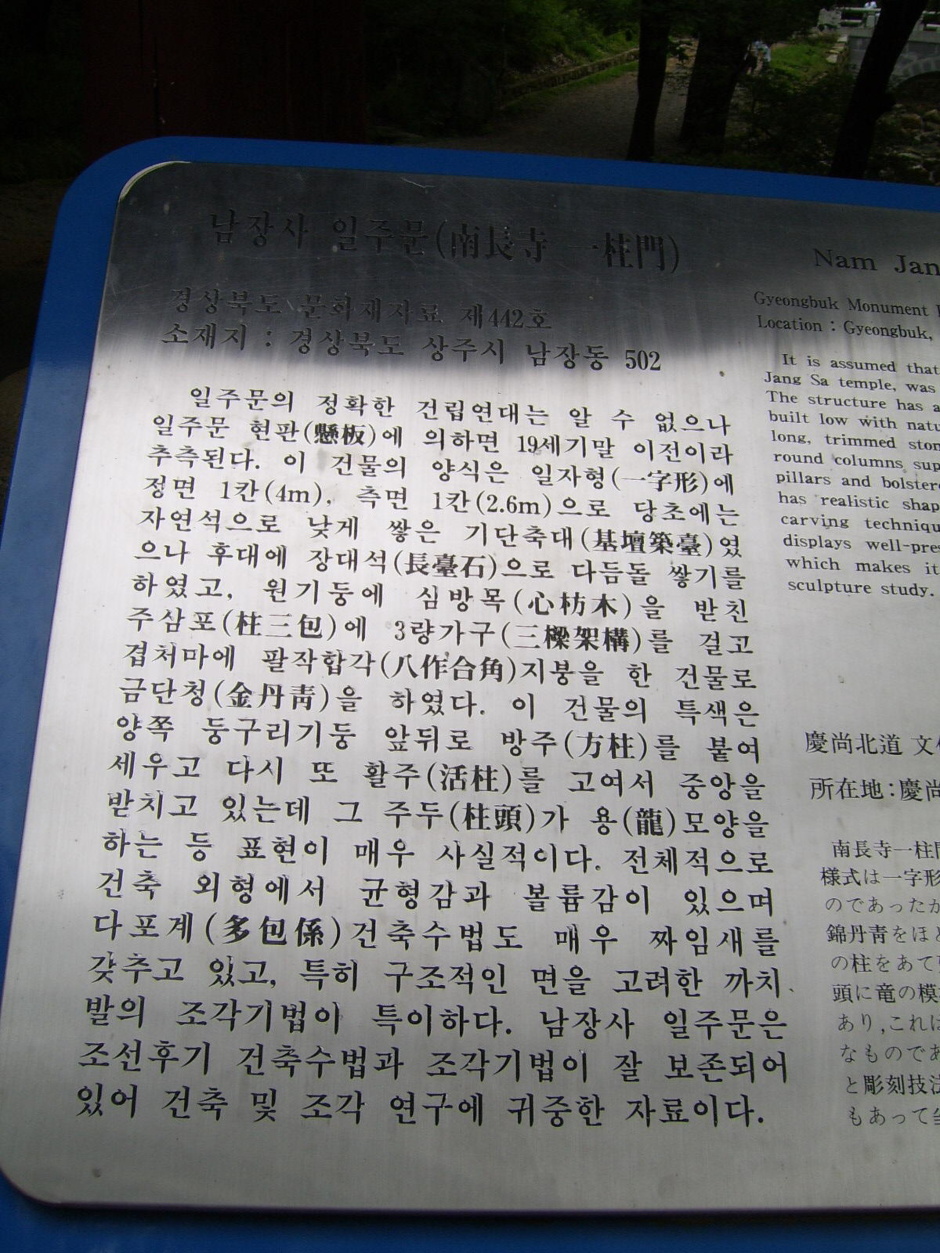 남장사 일주문(南長寺 一柱門)
경상북도 문화재자료 제442호
소재지 : 경상북도 상주시 남장동 502
일주문의 정확한 건립연대는 알 수 없으나
일주문 현판(懸板)에 의하면 19세기말 이전이라
추측된다. 이 건물의 양식은 일자형(一字形)에
정면 1칸(4m), 측면 1칸(2.6m)으로 당초에는
자연석으로 낮게 쌓은 기단축대(基壇築臺)였
으나 후대에 장대석(長臺石)으로 다듬돌 쌓기를
하였고, 원기둥에 심방목(心枋木)을 받친
주삼포(柱三包)에 3량가구(三樑架構)를 걸고
겹처마에 팔작합각(八作合角)지붕을 한 건물로
금단청(金丹靑)을 하였다. 이 건물의 특색은
양쪽 둥구리기둥 앞뒤로 방주(方柱)를 붙여
세우고 다시 또 활주(活柱)를 고여서 중앙을
받치고 있는데 그 주두(柱頭)가 용(龍)모양을
하는 등 표현이 매우 사실적이다. 전체적으로
건축 외형에서 균형감과 볼륨감이 있으며
다포계(多包係)건축수법도 매우 짜임새를
갖추고 있고, 특히 구조적인 면을 고려한 까치
발의 조각기법이 특이하다. 남장사 일주문은
조선후기 건축수법과 조각기법이 잘 보존되어
있어 건축 및 조각 연구에 귀중한 자료이다.
Nam Jan
Gyeongbuk Monument
Location : Gyeongbuk,
It is assumed that
Jang Sa temple, was
The structure has a
built low with natu
long, trimmed ston
round columns sup
pillars and bolstere
has realistic shap
carving techniqu
displays well-pres
which makes it
sculpture study.
慶尚北道 文
所在地:慶尚
南長寺一柱門
様式は一字形
のであったか
錦丹靑をほと
の柱をあて
頭に竜の模
あり,これは
なものであ
と彫刻技法
もあって